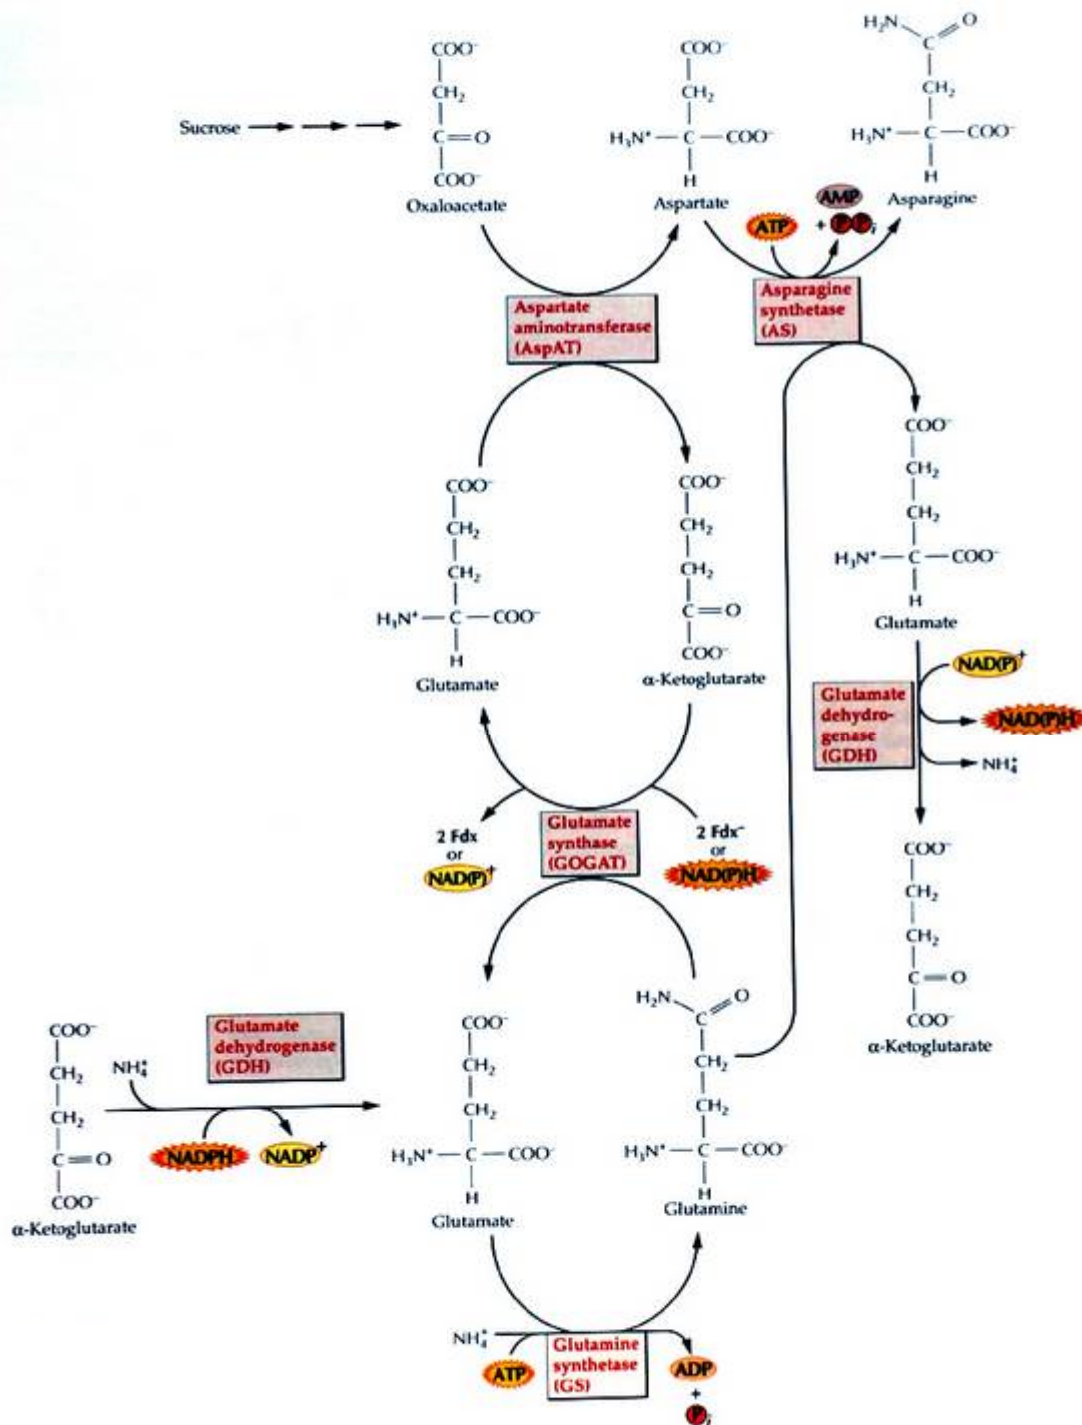 COO⁻
CH₂
C=O
COO⁻
Oxaloacetate
Sucrose
COO⁻
CH₂
H₃N⁺—C—COO⁻
H
Aspartate
H₂N
O
C
CH₂
H₃N⁺—C—COO⁻
H
Asparagine
ATP
AMP
+ PPi
Aspartate
aminotransferase
(AspAT)
Asparagine
synthetase
(AS)
COO⁻
CH₂
CH₂
H₃N⁺—C—COO⁻
H
Glutamate
COO⁻
CH₂
CH₂
C=O
COO⁻
α-Ketoglutarate
COO⁻
CH₂
CH₂
H₃N⁺—C—COO⁻
H
Glutamate
NAD(P)⁺
Glutamate
dehydro-
genase
(GDH)
NAD(P)H
NH₄⁺
2 Fdx
or
NAD(P)⁺
Glutamate
synthase
(GOGAT)
2 Fdx⁻
or
NAD(P)H
COO⁻
CH₂
CH₂
C=O
COO⁻
α-Ketoglutarate
COO⁻
CH₂
CH₂
C=O
COO⁻
α-Ketoglutarate
NH₄⁺
Glutamate
dehydrogenase
(GDH)
NADPH
NADP⁺
COO⁻
CH₂
CH₂
H₃N⁺—C—COO⁻
H
Glutamate
H₂N
O
C
CH₂
CH₂
H₃N⁺—C—COO⁻
H
Glutamine
NH₄⁺
ATP
Glutamine
synthetase
(GS)
ADP
+
Pi